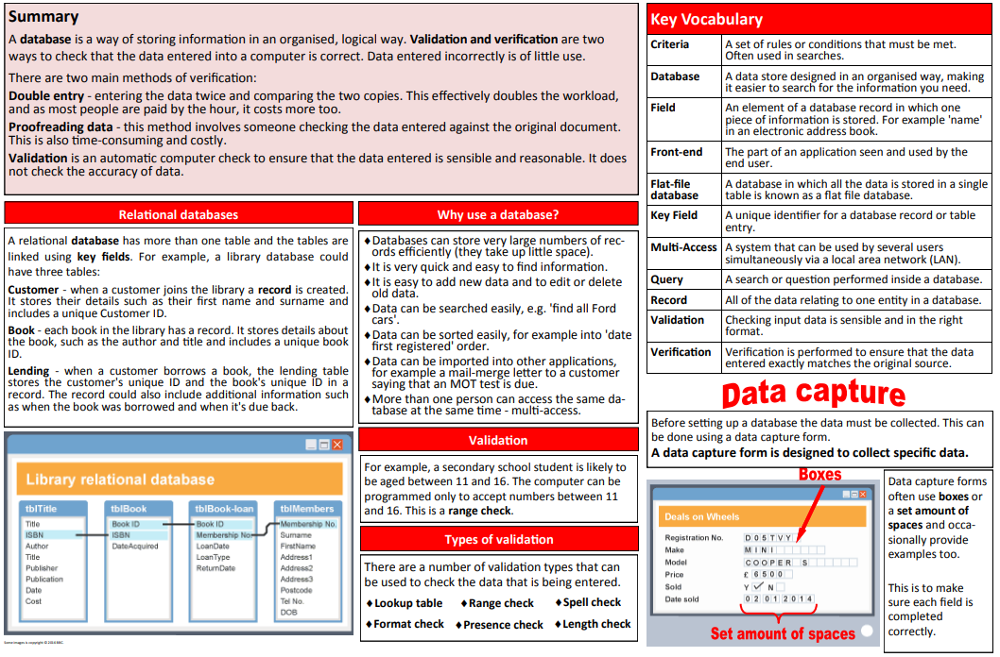 Summary
A database is a way of storing information in an organised, logical way. Validation and verification are two
ways to check that the data entered into a computer is correct. Data entered incorrectly is of little use.
There are two main methods of verification:
Double entry - entering the data twice and comparing the two copies. This effectively doubles the workload,
and as most people are paid by the hour, it costs more too.
Proofreading data - this method involves someone checking the data entered against the original document.
This is also time-consuming and costly.
Validation is an automatic computer check to ensure that the data entered is sensible and reasonable. It does
not check the accuracy of data.
Relational databases
A relational database has more than one table and the tables are
linked using key fields. For example, a library database could
have three tables:
Customer - when a customer joins the library a record is created.
It stores their details such as their first name and surname and
includes a unique Customer ID.
Book - each book in the library has a record. It stores details about
the book, such as the author and title and includes a unique book
ID.
Lending - when a customer borrows a book, the lending table
stores the customer's unique ID and the book's unique ID in a
record. The record could also include additional information such
as when the book was borrowed and when it's due back.
Library relational database
tblTitle
Title
ISBN
Author
Title
Publisher
Publication
Date
Cost
tblBook
Book ID
ISBN
DateAcquired
tblBook-loan
Book ID
Membership No
LoanDate
LoanType
ReturnDate
tblMembers
Membership No.
Surname
FirstName
Address1
Address2
Address3
Postcode
Tel No.
DOB
Some images is copyright © 2014 BBC
Why use a database?
♦Databases can store very large numbers of rec-
ords efficiently (they take up little space).
♦It is very quick and easy to find information.
♦It is easy to add new data and to edit or delete
old data.
♦Data can be searched easily, e.g. 'find all Ford
cars'.
♦Data can be sorted easily, for example into 'date
first registered' order.
♦Data can be imported into other applications,
for example a mail-merge letter to a customer
saying that an MOT test is due.
♦More than one person can access the same da-
tabase at the same time - multi-access.
Validation
For example, a secondary school student is likely to
be aged between 11 and 16. The computer can be
programmed only to accept numbers between 11
and 16. This is a range check.
Types of validation
There are a number of validation types that can
be used to check the data that is being entered.
♦Lookup table ♦Range check ♦Spell check
♦Format check ♦Presence check ♦Length check
Key Vocabulary
Criteria A set of rules or conditions that must be met.
Often used in searches.
Database A data store designed in an organised way, making
it easier to search for the information you need.
Field An element of a database record in which one
piece of information is stored. For example 'name'
in an electronic address book.
Front-end The part of an application seen and used by the
end user.
Flat-file A database in which all the data is stored in a single
database table is known as a flat file database.
Key Field A unique identifier for a database record or table
entry.
Multi-Access A system that can be used by several users
simultaneously via a local area network (LAN).
Query A search or question performed inside a database.
Record All of the data relating to one entity in a database.
Validation Checking input data is sensible and in the right
format.
Verification Verification is performed to ensure that the data
entered exactly matches the original source.
Data capture
Before setting up a database the data must be collected. This can
be done using a data capture form.
A data capture form is designed to collect specific data.
Boxes
Deals on Wheels
Registration No. D05TVY
Make MINI
Model COOPER S
Price £ 6500
Sold Y ✓ N
Date sold 02012014
Set amount of spaces
Data capture forms
often use boxes or
a set amount of
spaces and occa-
sionally provide
examples too.
This is to make
sure each field is
completed
correctly.